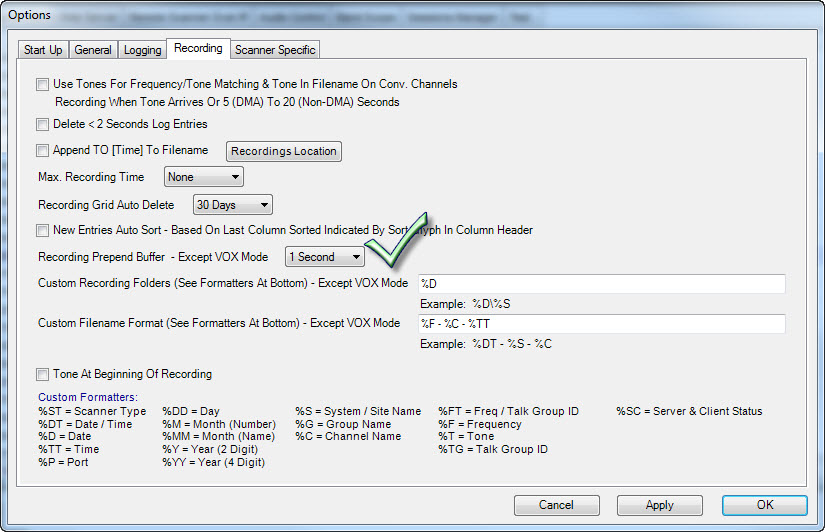 Options
Start Up General Logging Recording Scanner Specific
Use Tones For Frequency/Tone Matching & Tone In Filename On Conv. Channels
Recording When Tone Arrives Or 5 (DMA) To 20 (Non-DMA) Seconds
Delete < 2 Seconds Log Entries
Append TO [Time] To Filename Recordings Location
Max. Recording Time None
Recording Grid Auto Delete 30 Days
New Entries Auto Sort - Based On Last Column Sorted Indicated By Sort In Column Header
Recording Prepend Buffer - Except VOX Mode 1 Second
Custom Recording Folders (See Formatters At Bottom) - Except VOX Mode %D
Example: %D\%S
Custom Filename Format (See Formatters At Bottom) - Except VOX Mode %F - %C - %TT
Example: %DT - %S - %C
Tone At Beginning Of Recording
Custom Formatters:
%ST = Scanner Type %DD = Day %S = System / Site Name %FT = Freq / Talk Group ID %SC = Server & Client Status
%DT = Date / Time %M = Month (Number) %G = Group Name %F = Frequency
%D = Date %MM = Month (Name) %C = Channel Name %T = Tone
%TT = Time %Y = Year (2 Digit) %TG = Talk Group ID
%P = Port %YY = Year (4 Digit)
Cancel Apply OK